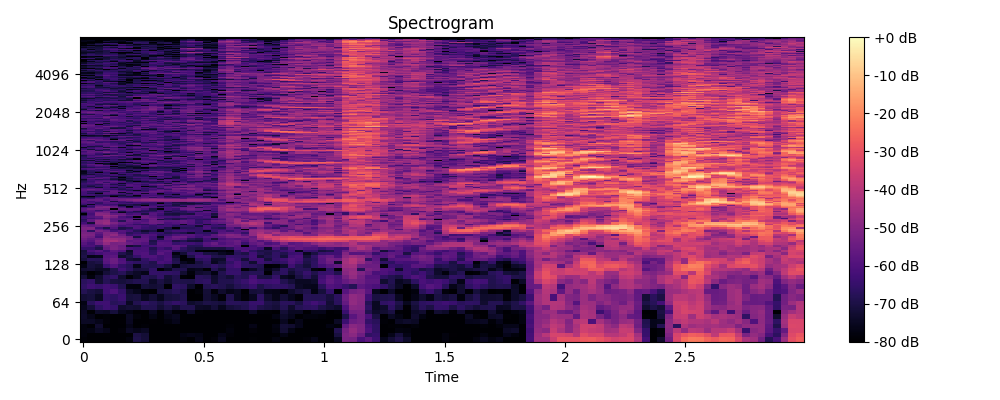 Spectrogram
Hz
4096
2048
1024
512
256
128
64
0
0
0.5
1
1.5
2
2.5
Time
+0 dB
-10 dB
-20 dB
-30 dB
-40 dB
-50 dB
-60 dB
-70 dB
-80 dB